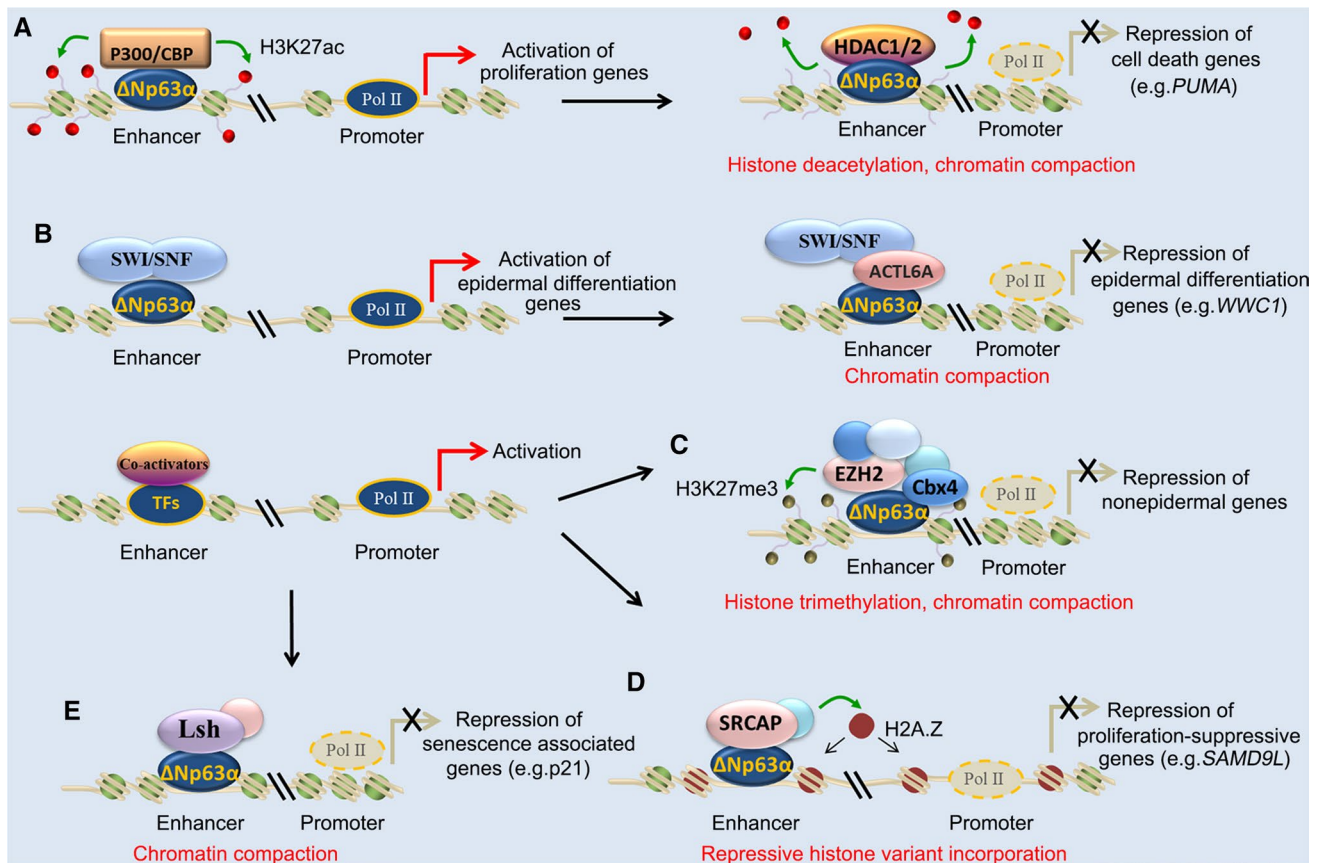 A
P300/CBP
H3K27ac
ΔNp63α
Enhancer
Pol II
Promoter
Activation of
proliferation genes
HDAC1/2
ΔNp63α
Enhancer
Pol II
Promoter
Repression of
cell death genes
(e.g.PUMA)
Histone deacetylation, chromatin compaction
B
SWI/SNF
ΔNp63α
Enhancer
Pol II
Promoter
Activation of
epidermal differentiation
genes
SWI/SNF
ACTL6A
ΔNp63α
Enhancer
Pol II
Promoter
Repression of
epidermal differentiation
genes (e.g.WWC1)
Chromatin compaction
Co-activators
TFs
Enhancer
Pol II
Promoter
Activation
C
H3K27me3
EZH2
Cbx4
ΔNp63α
Enhancer
Pol II
Promoter
Repression of
nonepidermal genes
Histone trimethylation, chromatin compaction
E
Lsh
ΔNp63α
Enhancer
Pol II
Promoter
Repression of
senescence associated
genes (e.g.p21)
Chromatin compaction
D
SRCAP
H2A.Z
ΔNp63α
Enhancer
Pol II
Promoter
Repression of
proliferation-suppressive
genes (e.g.SAMD9L)
Repressive histone variant incorporation